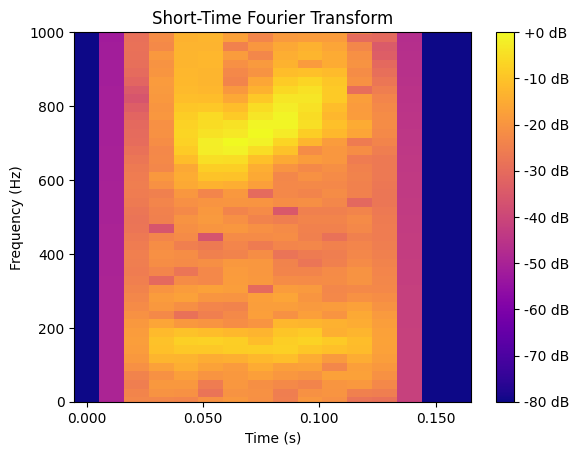 Short-Time Fourier Transform
1000
800
600
400
200
0
Frequency (Hz)
0.000
0.050
0.100
0.150
Time (s)
+0 dB
-10 dB
-20 dB
-30 dB
-40 dB
-50 dB
-60 dB
-70 dB
-80 dB